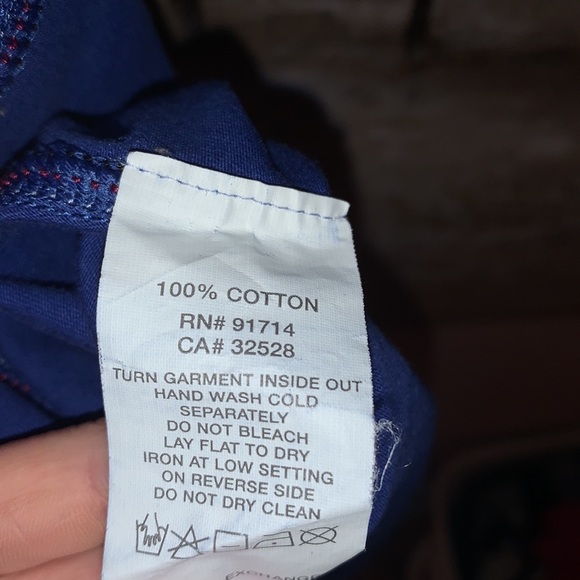 100% COTTON
RN# 91714
CA# 32528
TURN GARMENT INSIDE OUT
HAND WASH COLD
SEPARATELY
DO NOT BLEACH
LAY FLAT TO DRY
IRON AT LOW SETTING
ON REVERSE SIDE
DO NOT DRY CLEAN
EXCHANGE